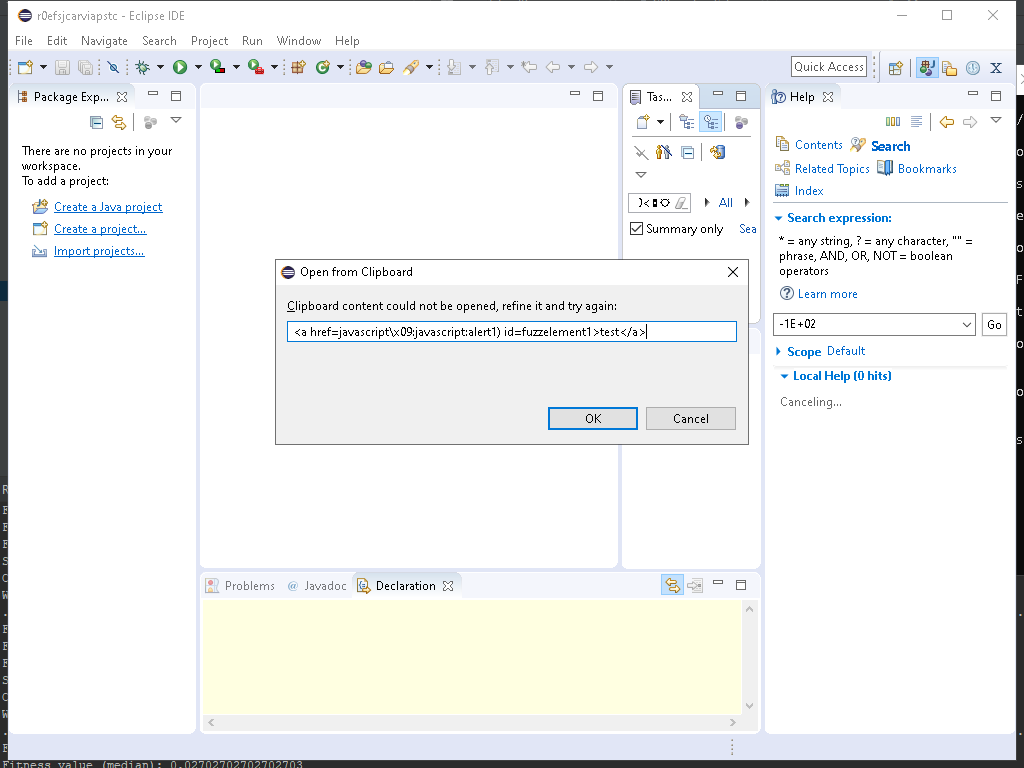 r0efsjcarviapstc - Eclipse IDE
File Edit Navigate Search Project Run Window Help
Quick Access
Package Exp...
There are no projects in your
workspace.
To add a project:
Create a Java project
Create a project...
Import projects...
Tas...
All
Summary only Sea
Help
Contents Search
Related Topics Bookmarks
Index
Search expression:
* = any string, ? = any character, "" =
phrase, AND, OR, NOT = boolean
operators
Learn more
-1E+02
Go
Scope Default
Local Help (0 hits)
Canceling...
Open from Clipboard
Clipboard content could not be opened, refine it and try again:
<a href=javascript\x09:javascript:alert1) id=fuzzelement1>test</a>
OK Cancel
Problems @ Javadoc Declaration
Fitness value (median): 0.02702702702702703